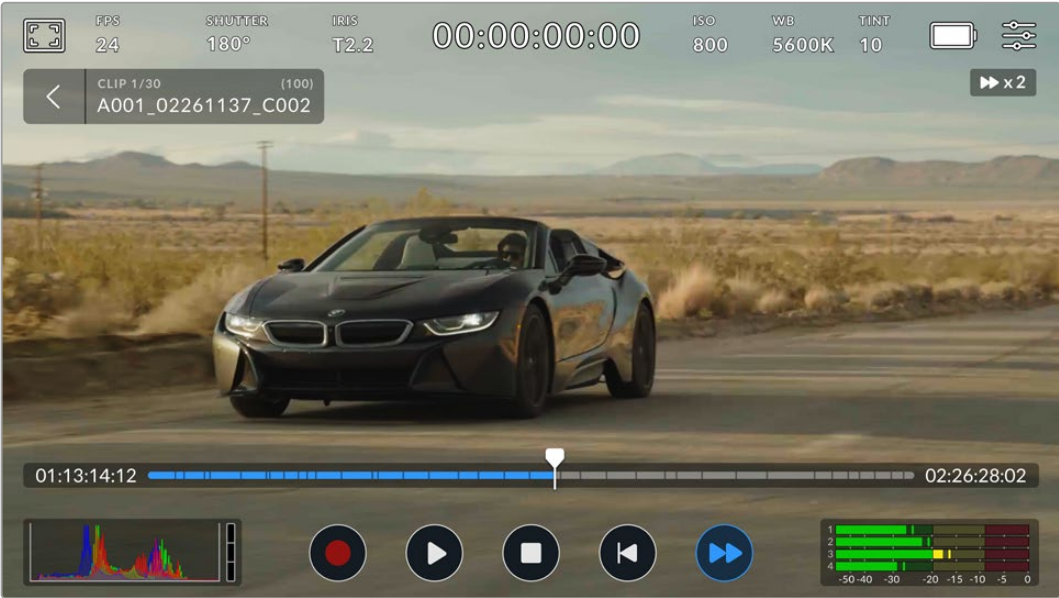 FPS
24
SHUTTER
180°
IRIS
T2.2
00:00:00:00
ISO
800
WB
5600K
TINT
10
CLIP 1/30 (100)
A001_02261137_C002
x 2
01:13:14:12
02:26:28:02
1
2
3
4
-50 -40 -30 -20 -15 -10 -5 0